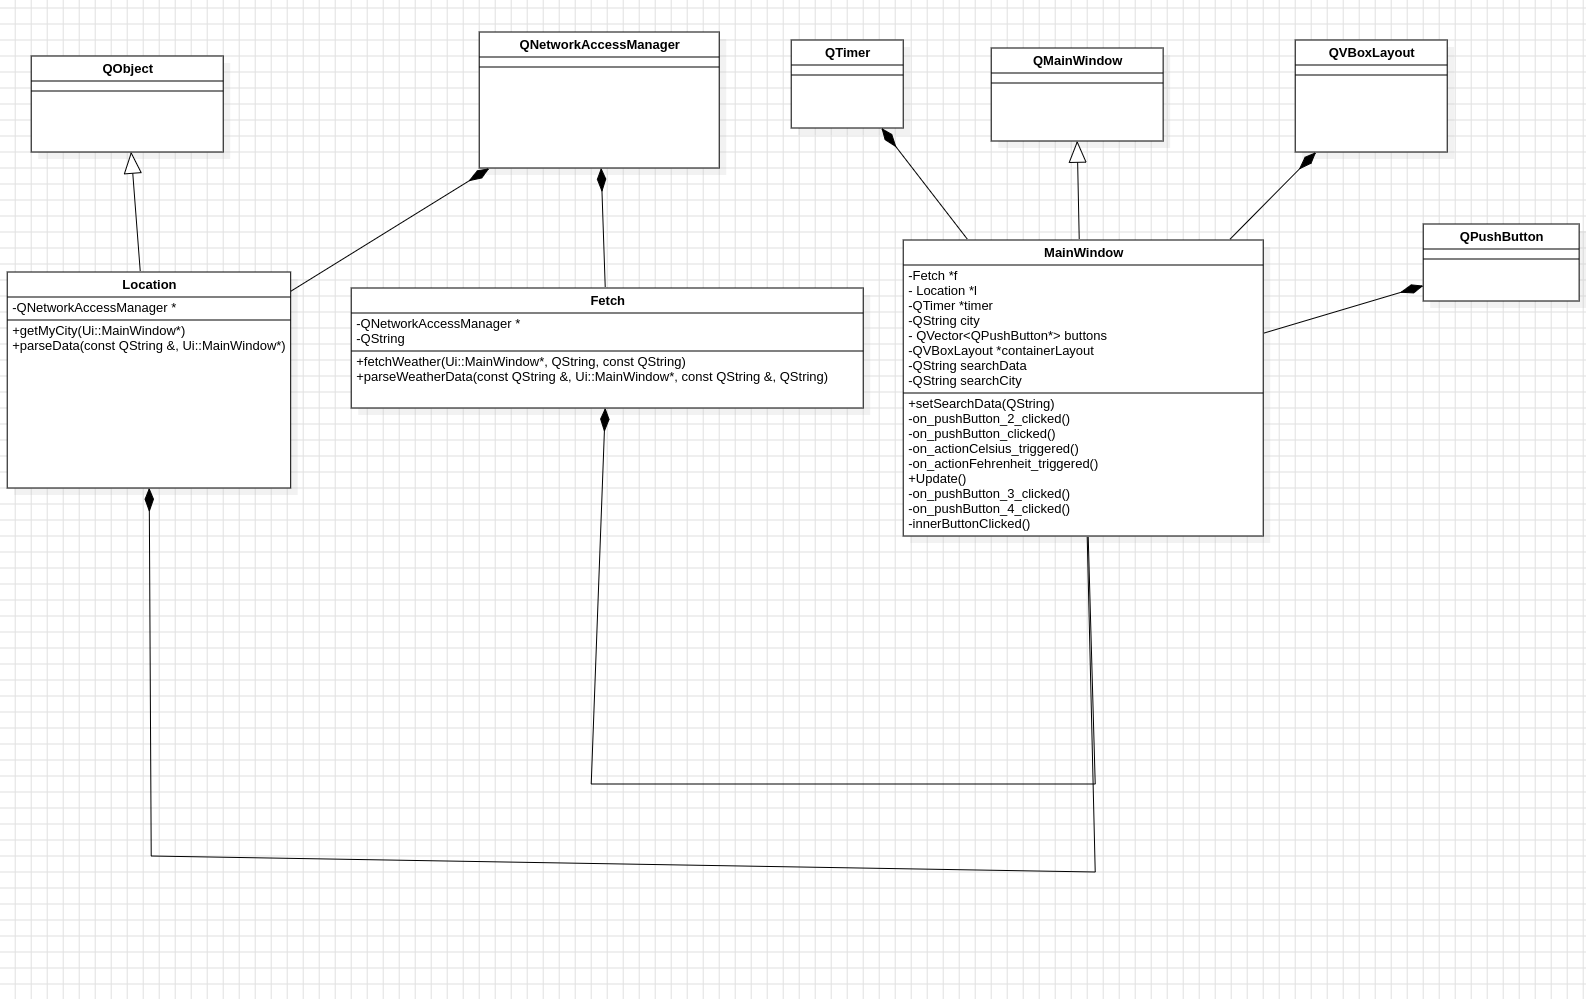 QObject
QNetworkAccessManager
QTimer
QMainWindow
QVBoxLayout
QPushButton
Location
-QNetworkAccessManager *
+getMyCity(Ui::MainWindow*)
+parseData(const QString &, Ui::MainWindow*)
Fetch
-QNetworkAccessManager *
-QString
+fetchWeather(Ui::MainWindow*, QString, const QString)
+parseWeatherData(const QString &, Ui::MainWindow*, const QString &, QString)
MainWindow
-Fetch *f
- Location *l
-QTimer *timer
-QString city
- QVector<QPushButton*> buttons
-QVBoxLayout *containerLayout
-QString searchData
-QString searchCity
+setSearchData(QString)
-on_pushButton_2_clicked()
-on_pushButton_clicked()
-on_actionCelsius_triggered()
-on_actionFehrenheit_triggered()
+Update()
-on_pushButton_3_clicked()
-on_pushButton_4_clicked()
-innerButtonClicked()